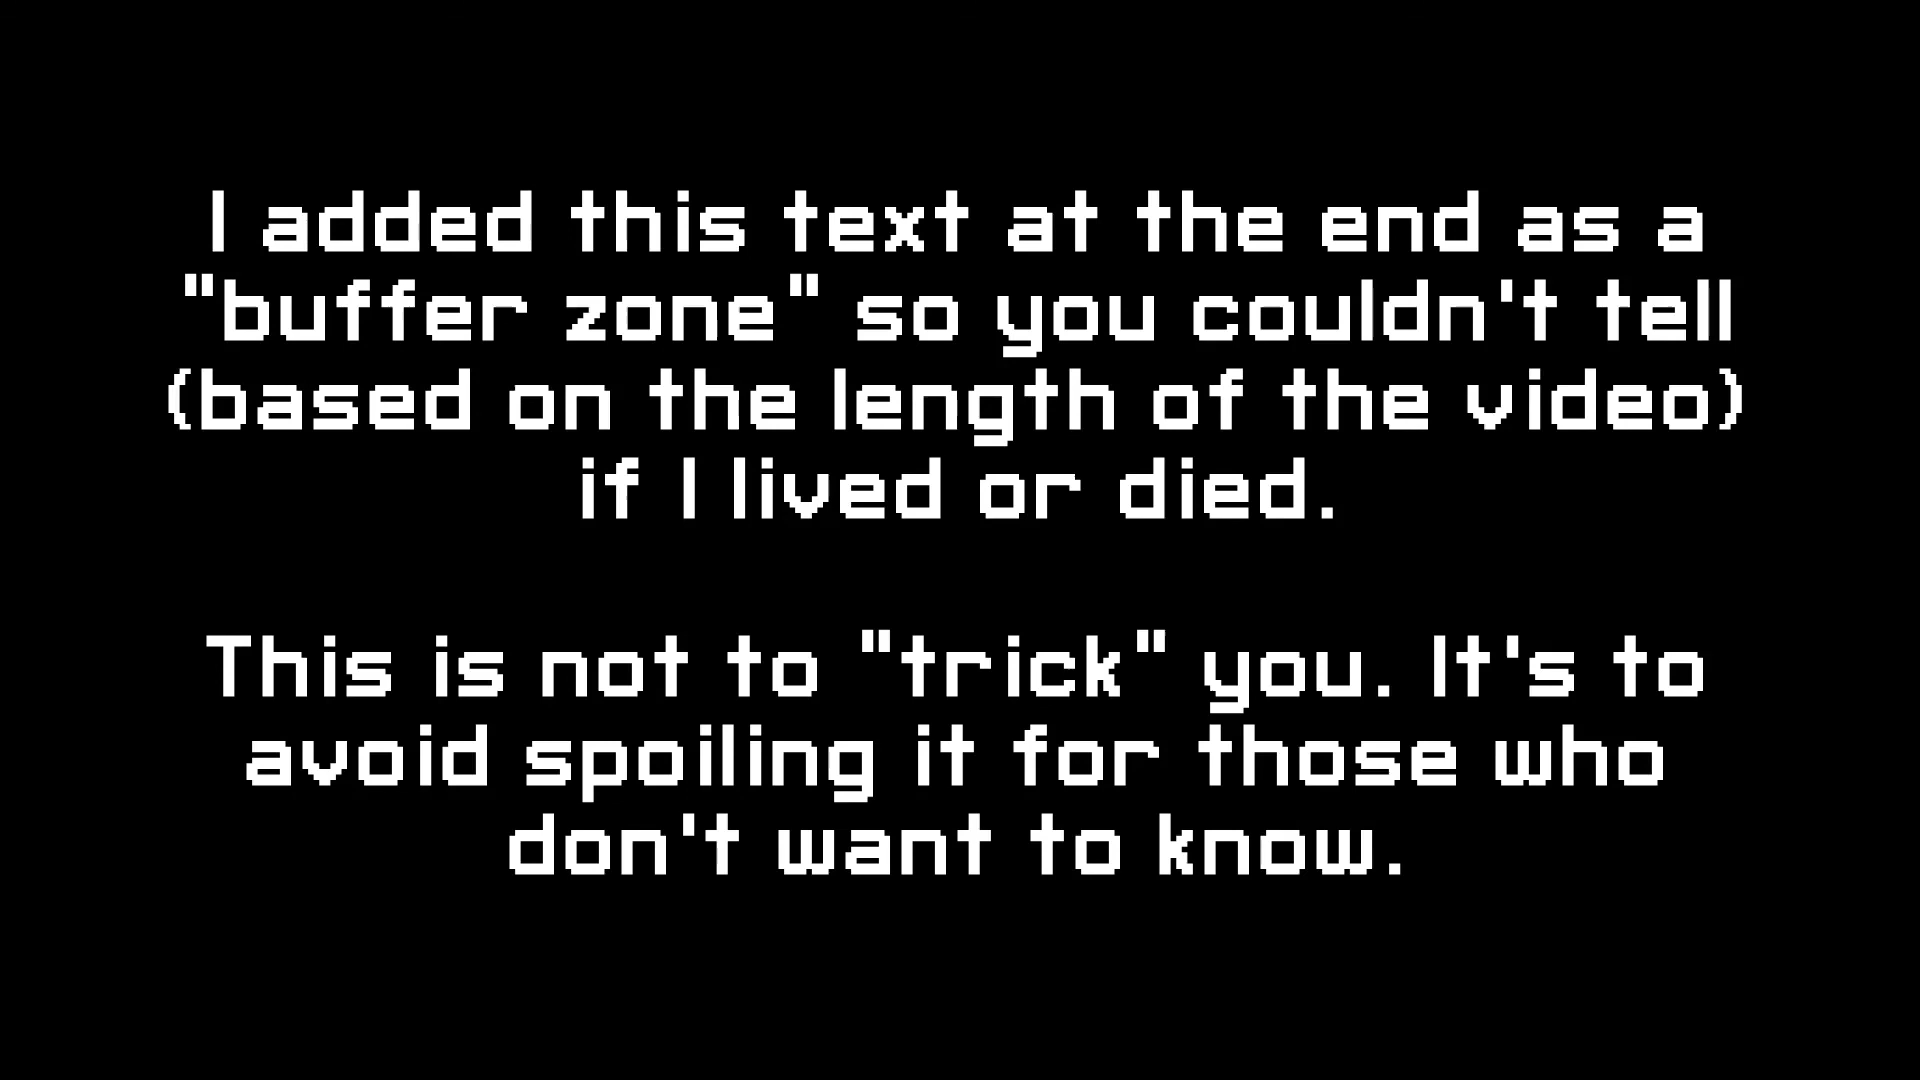 I added this text at the end as a
"buffer zone" so you couldn't tell
(based on the length of the video)
if I lived or died.
This is not to "trick" you. It's to
avoid spoiling it for those who
don't want to know.